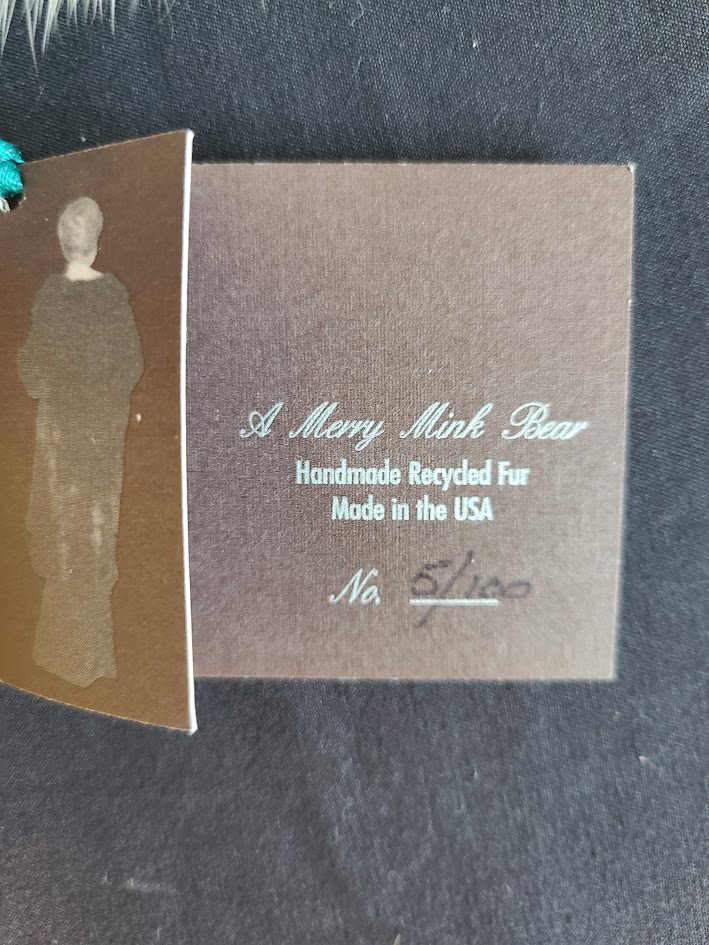 A Merry Mink Bear
Handmade Recycled Fur
Made in the USA
No. 5/100